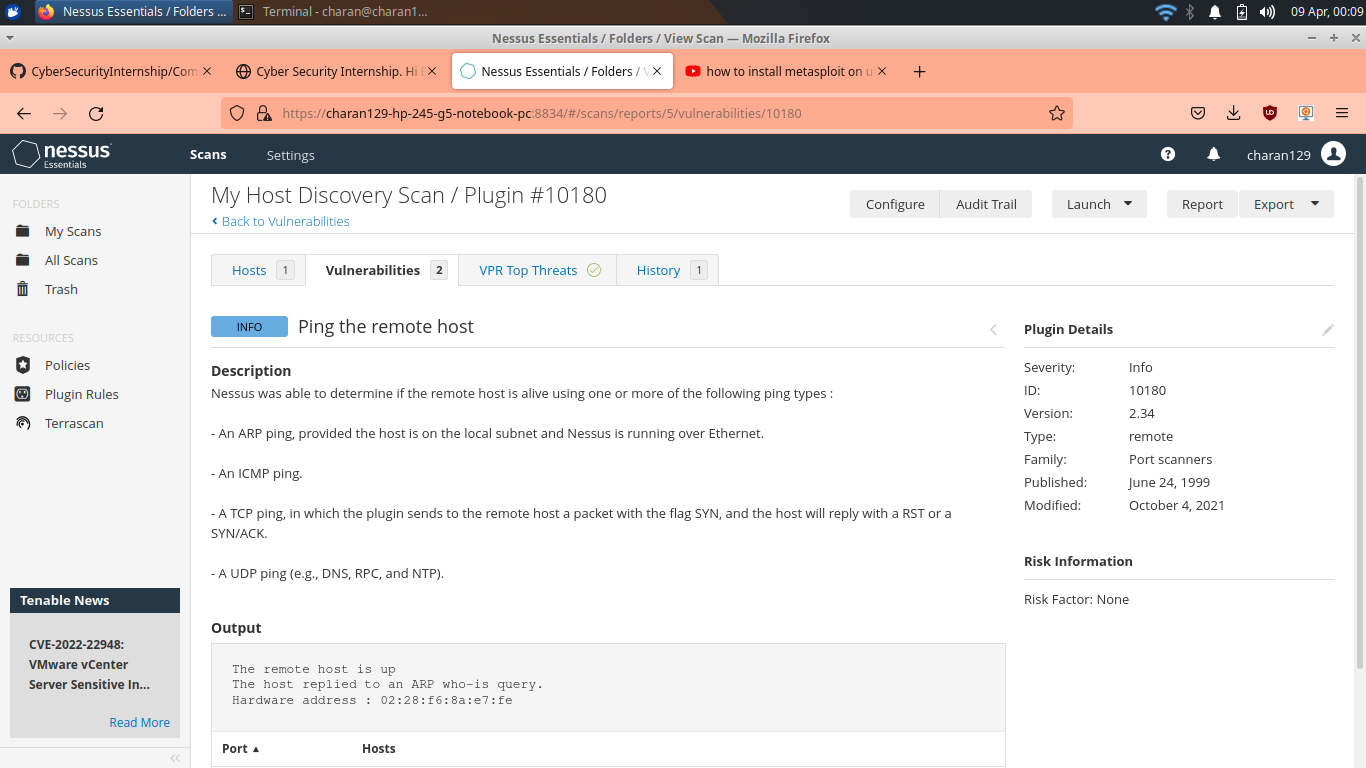 Nessus Essentials / Folders ...
Terminal - charan@charan1...
09 Apr, 00:09
Nessus Essentials / Folders / View Scan — Mozilla Firefox
CyberSecurityInternship/Com
Cyber Security Internship. Hi
Nessus Essentials / Folders /
how to install metasploit on u
https://charan129-hp-245-g5-notebook-pc:8834/#/scans/reports/5/vulnerabilities/10180
nessus
Essentials
Scans
Settings
charan129
FOLDERS
My Scans
All Scans
Trash
RESOURCES
Policies
Plugin Rules
Terrascan
Tenable News
CVE-2022-22948:
VMware vCenter
Server Sensitive In...
Read More
My Host Discovery Scan / Plugin #10180
Back to Vulnerabilities
Configure
Audit Trail
Launch
Report
Export
Hosts 1
Vulnerabilities 2
VPR Top Threats
History 1
INFO
Ping the remote host
Description
Nessus was able to determine if the remote host is alive using one or more of the following ping types :
- An ARP ping, provided the host is on the local subnet and Nessus is running over Ethernet.
- An ICMP ping.
- A TCP ping, in which the plugin sends to the remote host a packet with the flag SYN, and the host will reply with a RST or a
SYN/ACK.
- A UDP ping (e.g., DNS, RPC, and NTP).
Output
The remote host is up
The host replied to an ARP who-is query.
Hardware address : 02:28:f6:8a:e7:fe
Port ▲
Hosts
Plugin Details
Severity: Info
ID: 10180
Version: 2.34
Type: remote
Family: Port scanners
Published: June 24, 1999
Modified: October 4, 2021
Risk Information
Risk Factor: None